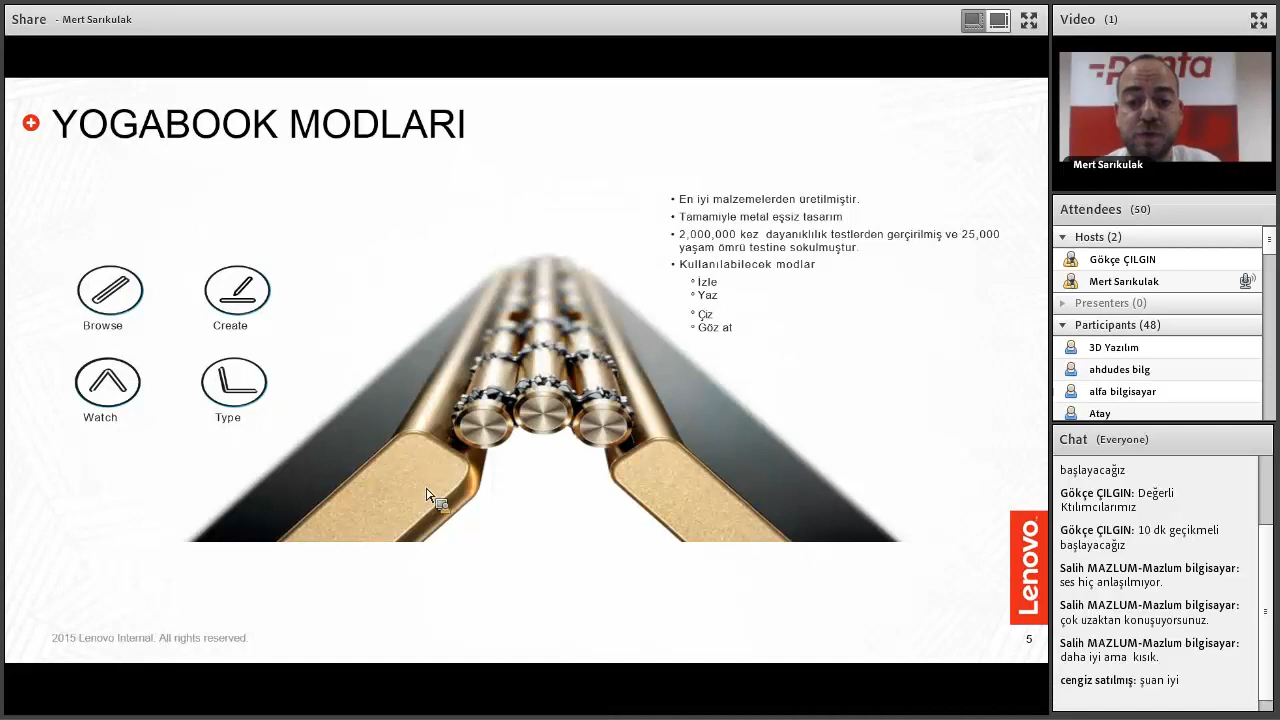 Share - Mert Sarıkulak
YOGABOOK MODLARI
Browse
Create
Watch
Type
• En iyi malzemelerden üretilmiştir.
• Tamamiyle metal eşsiz tasarım
• 2,000,000 kez dayanıklılık testlerden gerçirilmiş ve 25,000
yaşam ömrü testine sokulmuştur.
• Kullanılabilecek modlar
° İzle
° Yaz
° Çiz
° Göz at
Lenovo
2015 Lenovo Internal. All rights reserved.
5
Video (1)
penta
Mert Sarıkulak
Attendees (50)
Hosts (2)
Gökçe ÇILGIN
Mert Sarıkulak
Presenters (0)
Participants (48)
3D Yazılım
ahdudes bilg
alfa bilgisayar
Atay
Chat (Everyone)
başlayacağız
Gökçe ÇILGIN: Değerli
Ktılımcılarımız
Gökçe ÇILGIN: 10 dk geçikmeli
başlayacağız
Salih MAZLUM-Mazlum bilgisayar:
ses hiç anlaşılmıyor.
Salih MAZLUM-Mazlum bilgisayar:
çok uzaktan konuşuyorsunuz.
Salih MAZLUM-Mazlum bilgisayar:
daha iyi ama kısık.
cengiz satılmış: şuan iyi